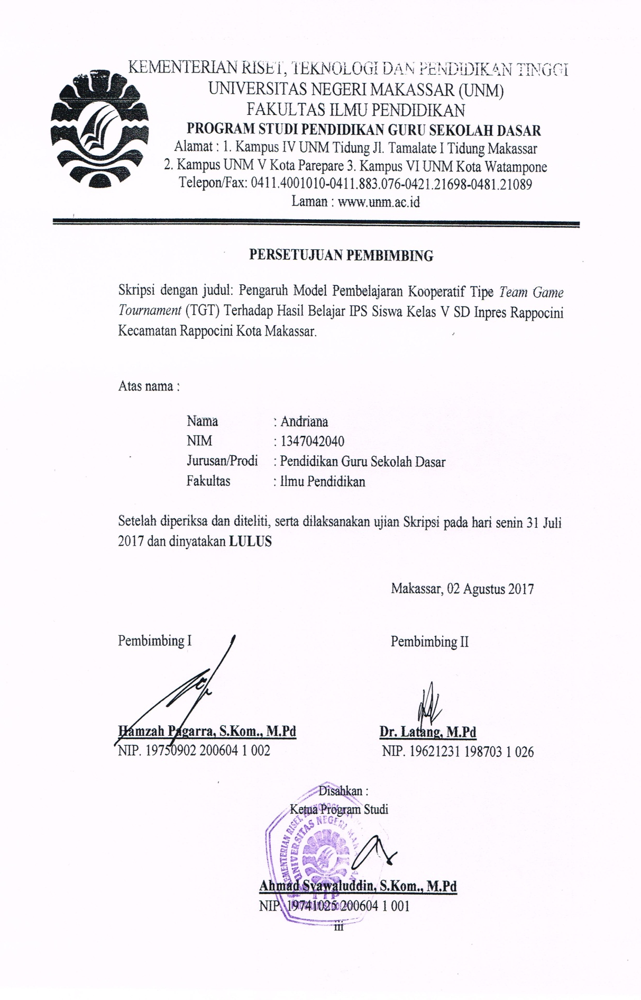 KEMENTERIAN RISET, TEKNOLOGI DAN PENDIDIKAN TINGGI
UNIVERSITAS NEGERI MAKASSAR (UNM)
FAKULTAS ILMU PENDIDIKAN
PROGRAM STUDI PENDIDIKAN GURU SEKOLAH DASAR
Alamat : 1. Kampus IV UNM Tidung Jl. Tamalate I Tidung Makassar
2. Kampus UNM V Kota Parepare 3. Kampus VI UNM Kota Watampone
Telepon/Fax: 0411.4001010-0411.883.076-0421.21698-0481.21089
Laman : www.unm.ac.id
PERSETUJUAN PEMBIMBING
Skripsi dengan judul: Pengaruh Model Pembelajaran Kooperatif Tipe Team Game
Tournament (TGT) Terhadap Hasil Belajar IPS Siswa Kelas V SD Inpres Rappocini
Kecamatan Rappocini Kota Makassar.
Atas nama :
Nama : Andriana
NIM : 1347042040
Jurusan/Prodi : Pendidikan Guru Sekolah Dasar
Fakultas : Ilmu Pendidikan
Setelah diperiksa dan diteliti, serta dilaksanakan ujian Skripsi pada hari senin 31 Juli
2017 dan dinyatakan LULUS
Makassar, 02 Agustus 2017
Pembimbing I Pembimbing II
Hamzah Pagarra, S.Kom., M.Pd Dr. Latang, M.Pd
NIP. 19750902 200604 1 002 NIP. 19621231 198703 1 026
Disahkan :
Ketua Program Studi
UNIVERSITAS NEGERI
FIP
Ahmad Syawaluddin, S.Kom., M.Pd
NIP. 19741025 200604 1 001
iii